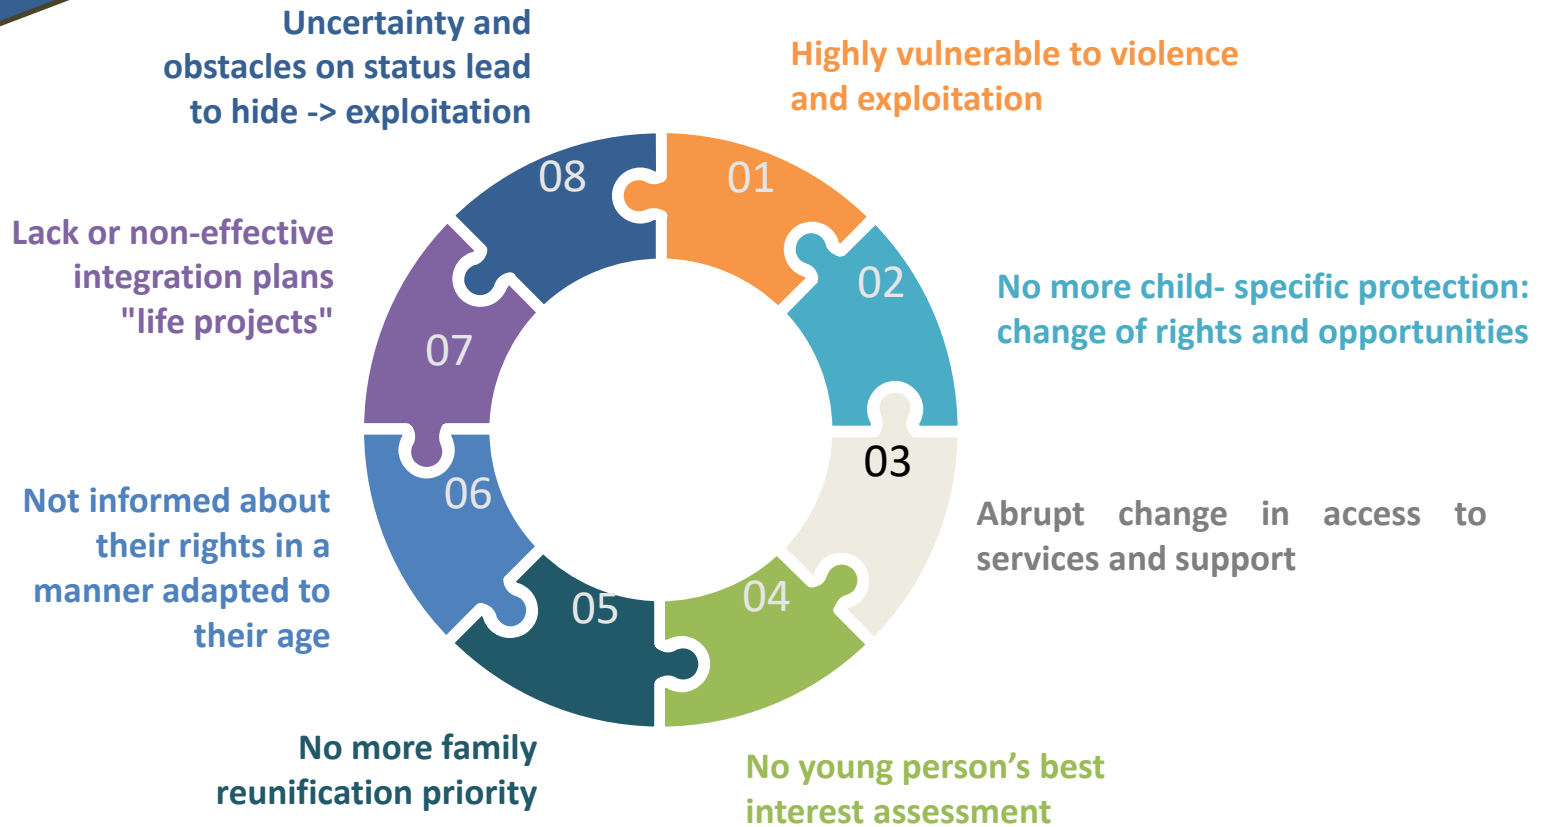 Uncertainty and
obstacles on status lead
to hide -> exploitation
Highly vulnerable to violence
and exploitation
08
01
Lack or non-effective
integration plans
"life projects"
02
No more child- specific protection:
change of rights and opportunities
07
03
Not informed about
their rights in a
manner adapted to
their age
06
Abrupt change in access to
services and support
05
04
No more family
reunification priority
No young person’s best
interest assessment